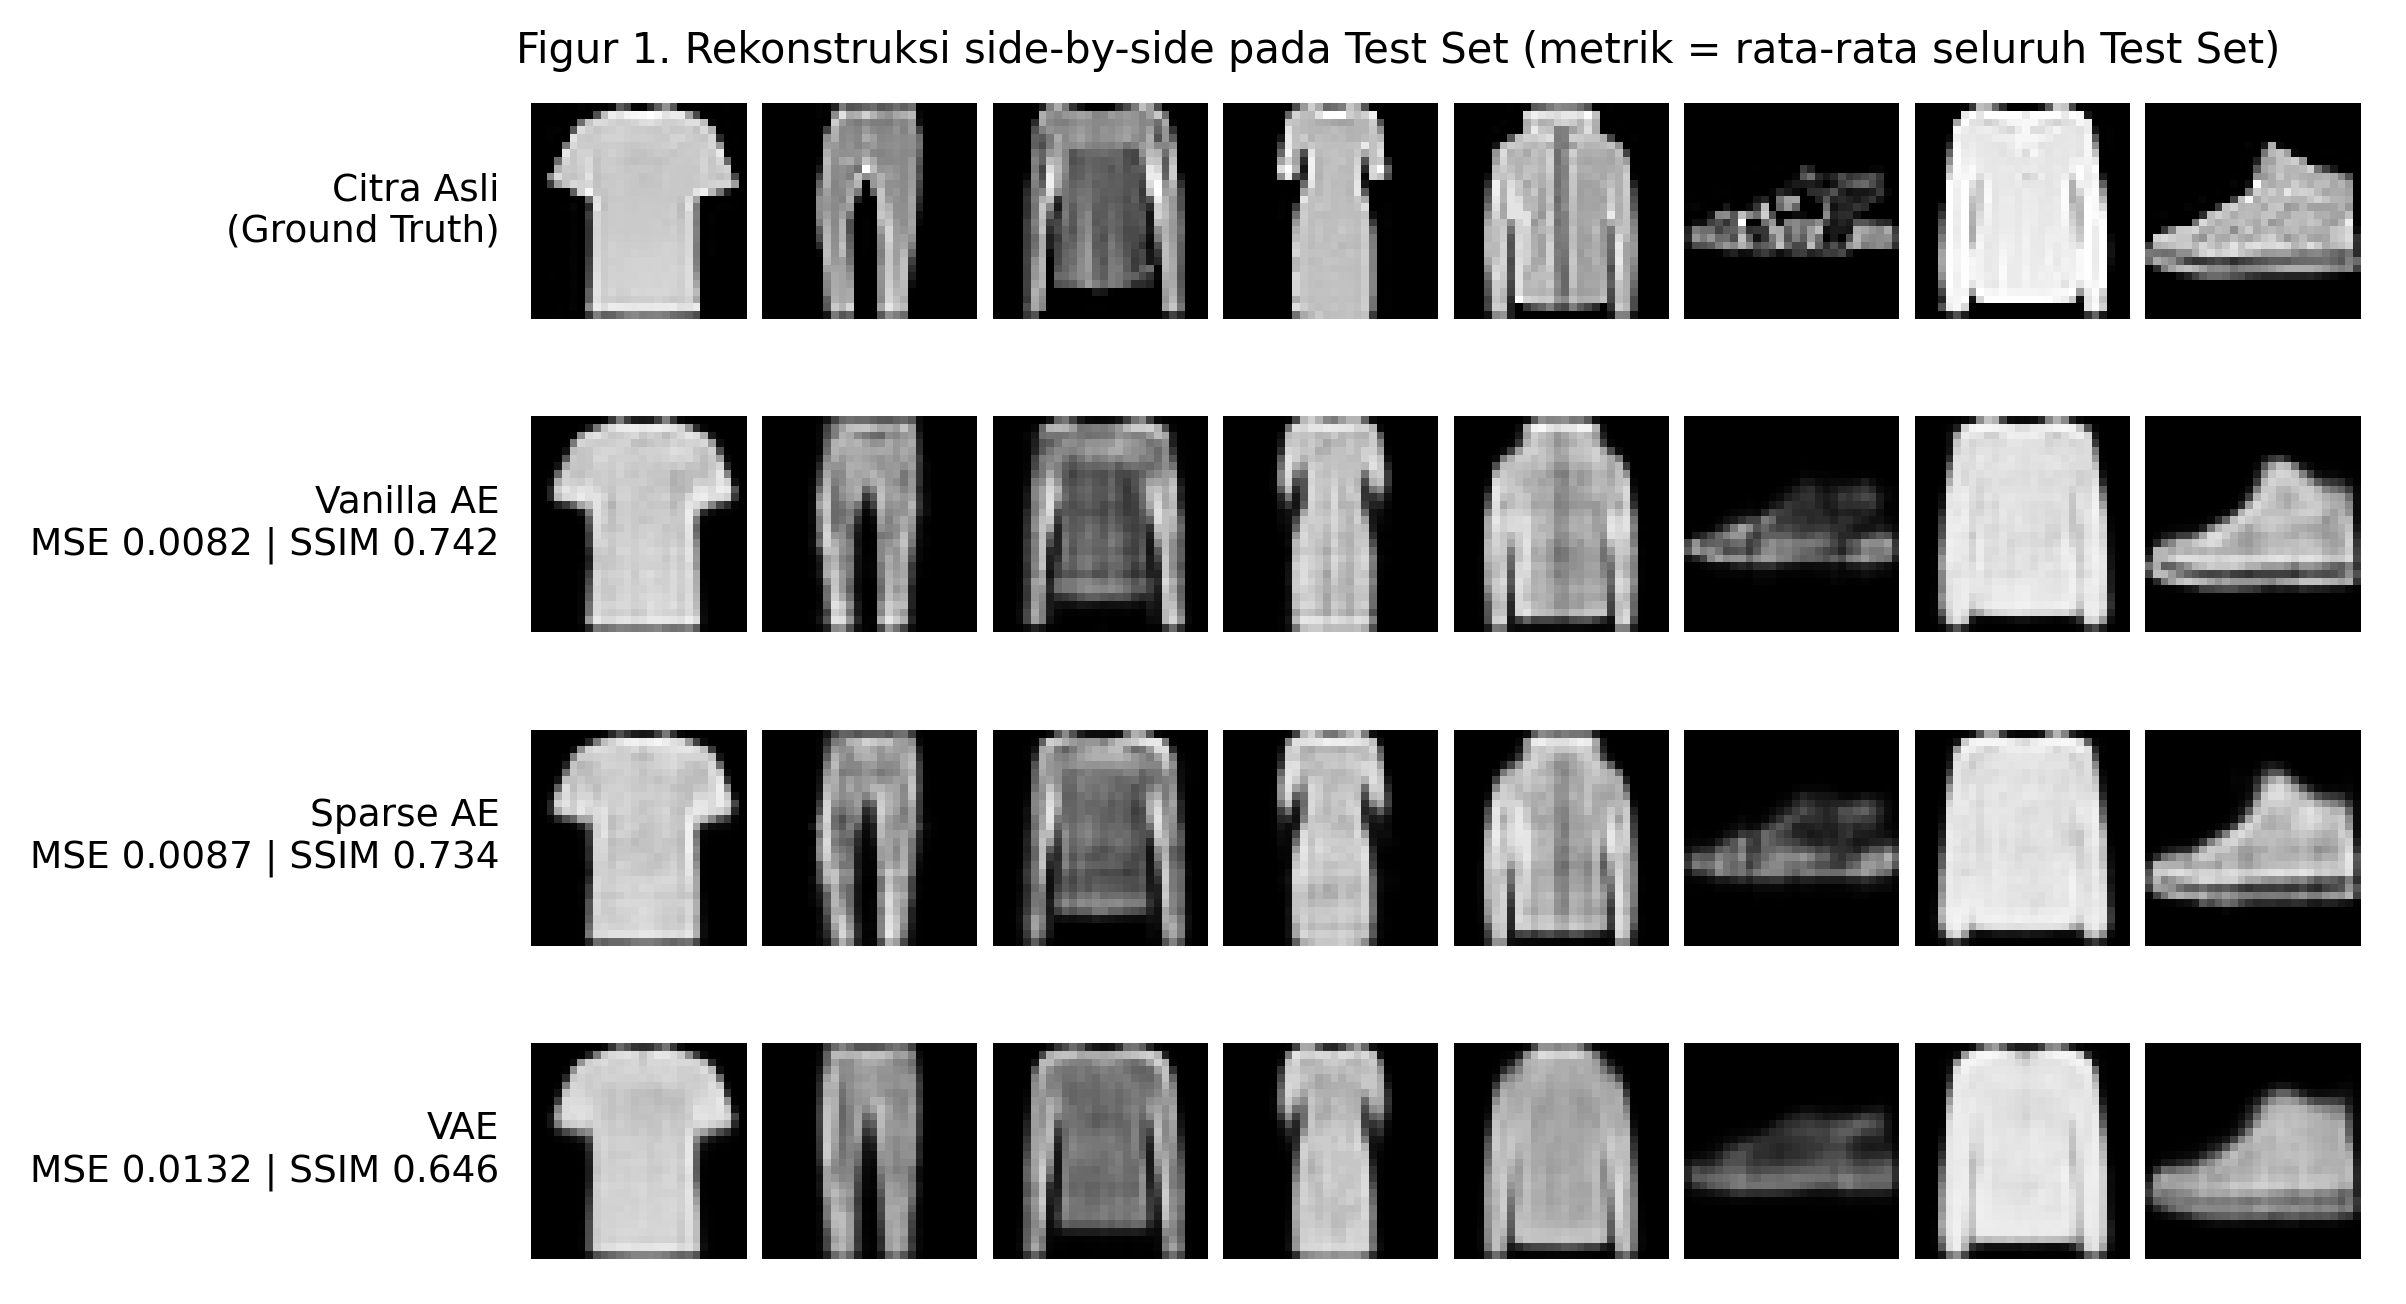 Figur 1. Rekonstruksi side-by-side pada Test Set (metrik = rata-rata seluruh Test Set)
Citra Asli
(Ground Truth)
Vanilla AE
MSE 0.0082 | SSIM 0.742
Sparse AE
MSE 0.0087 | SSIM 0.734
VAE
MSE 0.0132 | SSIM 0.646